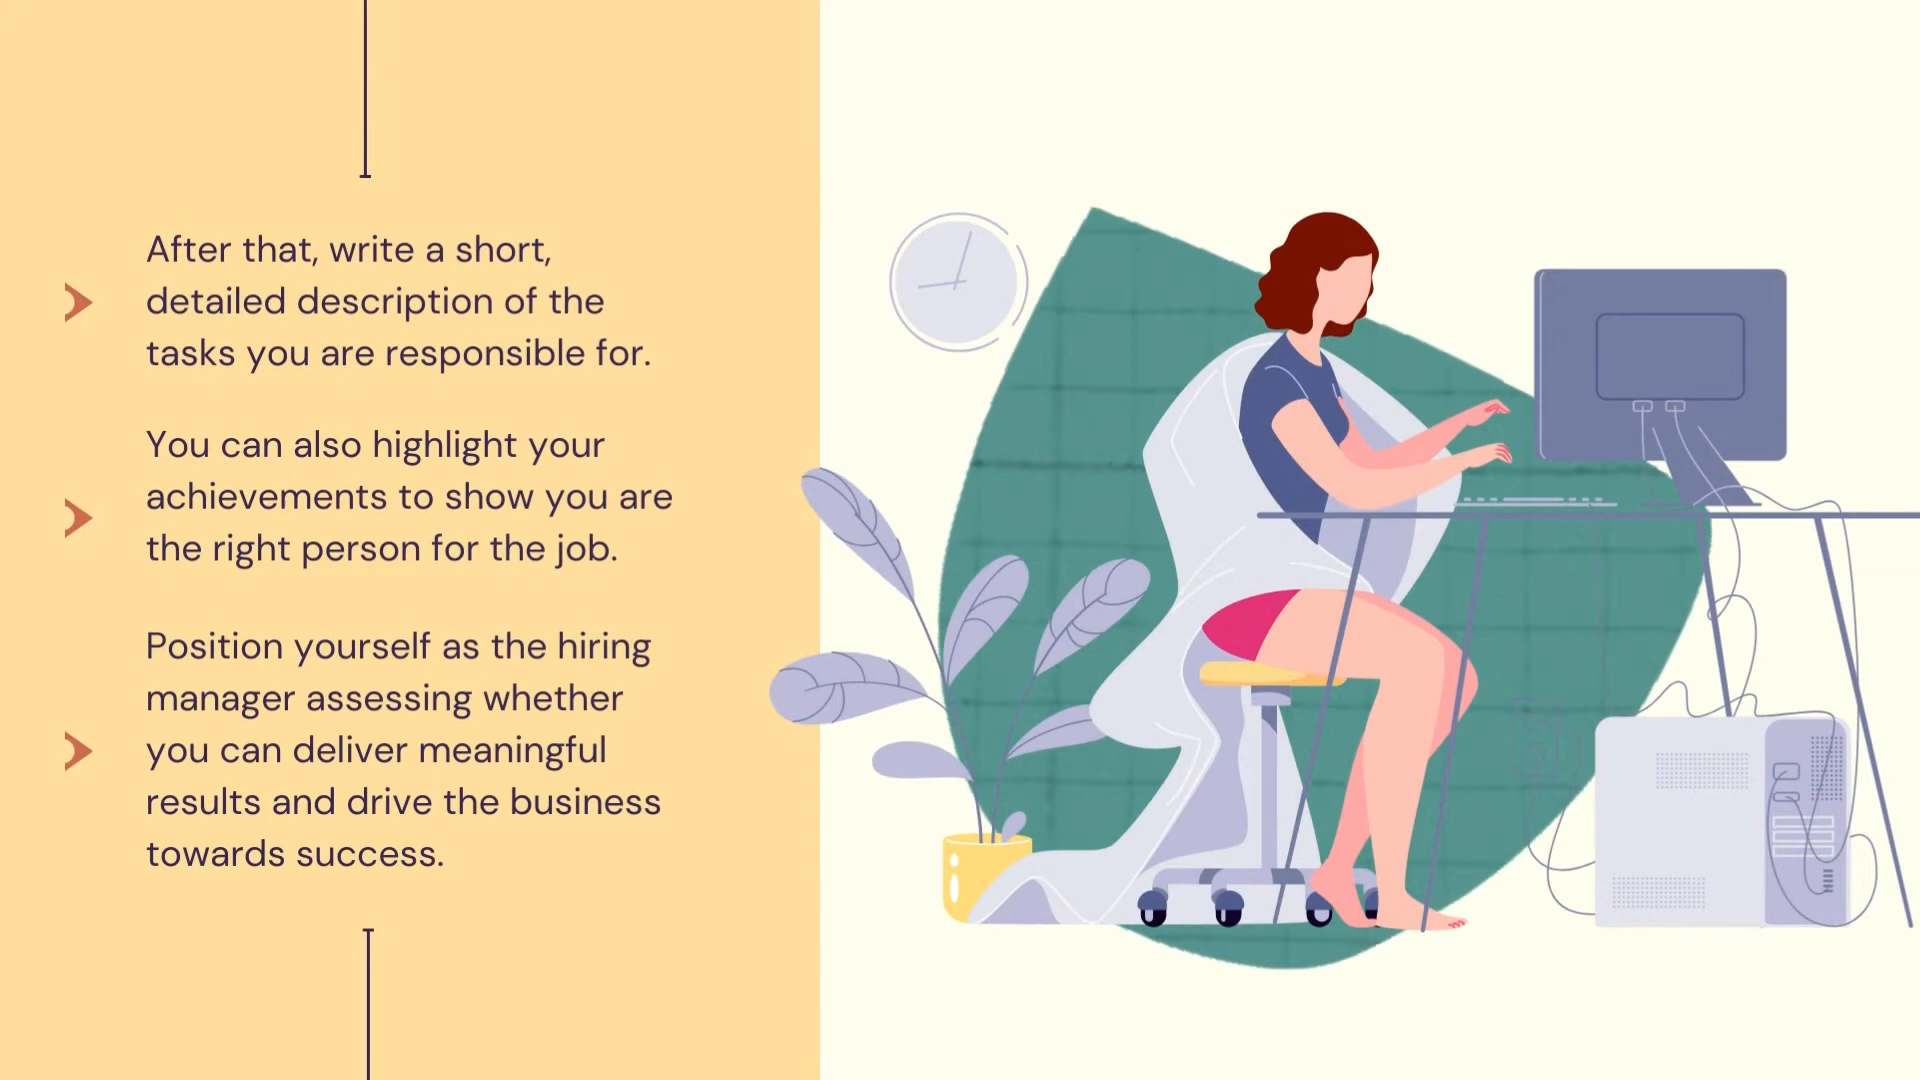 After that, write a short,
detailed description of the
tasks you are responsible for.
You can also highlight your
achievements to show you are
the right person for the job.
Position yourself as the hiring
manager assessing whether
you can deliver meaningful
results and drive the business
towards success.